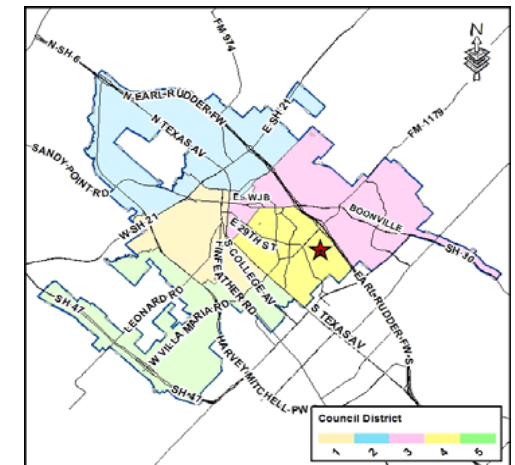 FM 974
N
N-SH-6
N-EARL-RUDDER-FW
E SH 21
N TEXAS AV
FM-1179
SANDY-POINT-RD
E WJB
BOONVILLE
W-SH 21
E 29TH ST
SH-30
S COLLEGE AV
FINFEATHER RD
EARL-RUDDER-FW-S
SH 47
LEONARD RD
W VILLA MARIA RD
S TEXAS AV
HARVEY-MITCHELL-PW
SH-47
Council District
1 2 3 4 5